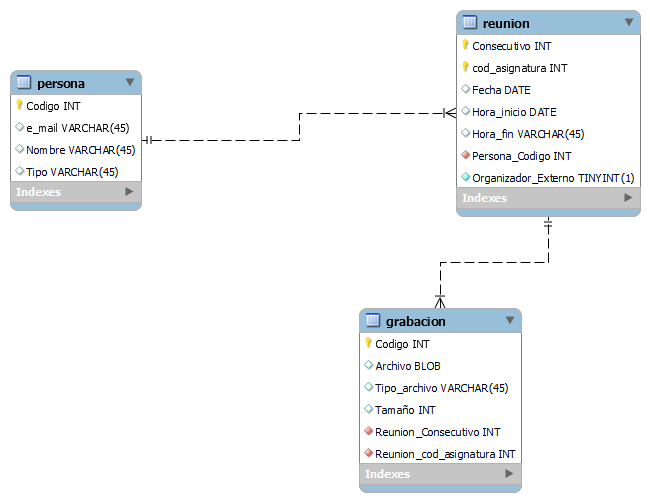 persona
Codigo INT
e_mail VARCHAR(45)
Nombre VARCHAR(45)
Tipo VARCHAR(45)
Indexes
reunion
Consecutivo INT
cod_asignatura INT
Fecha DATE
Hora_inicio DATE
Hora_fin VARCHAR(45)
Persona_Codigo INT
Organizador_Externo TINYINT(1)
Indexes
grabacion
Codigo INT
Archivo BLOB
Tipo_archivo VARCHAR(45)
Tamaño INT
Reunion_Consecutivo INT
Reunion_cod_asignatura INT
Indexes